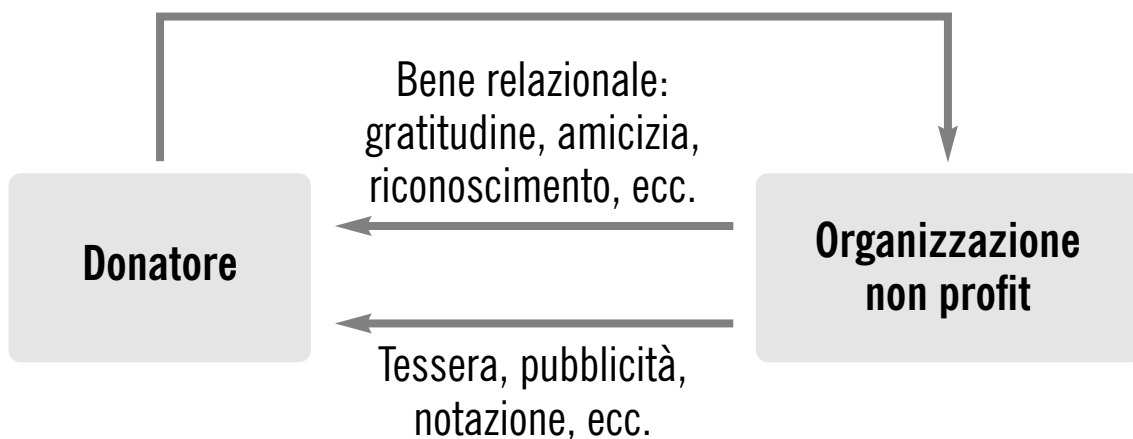 Bene relazionale:
gratitudine, amicizia,
riconoscimento, ecc.
Donatore
Organizzazione
non profit
Tessera, pubblicità,
notazione, ecc.